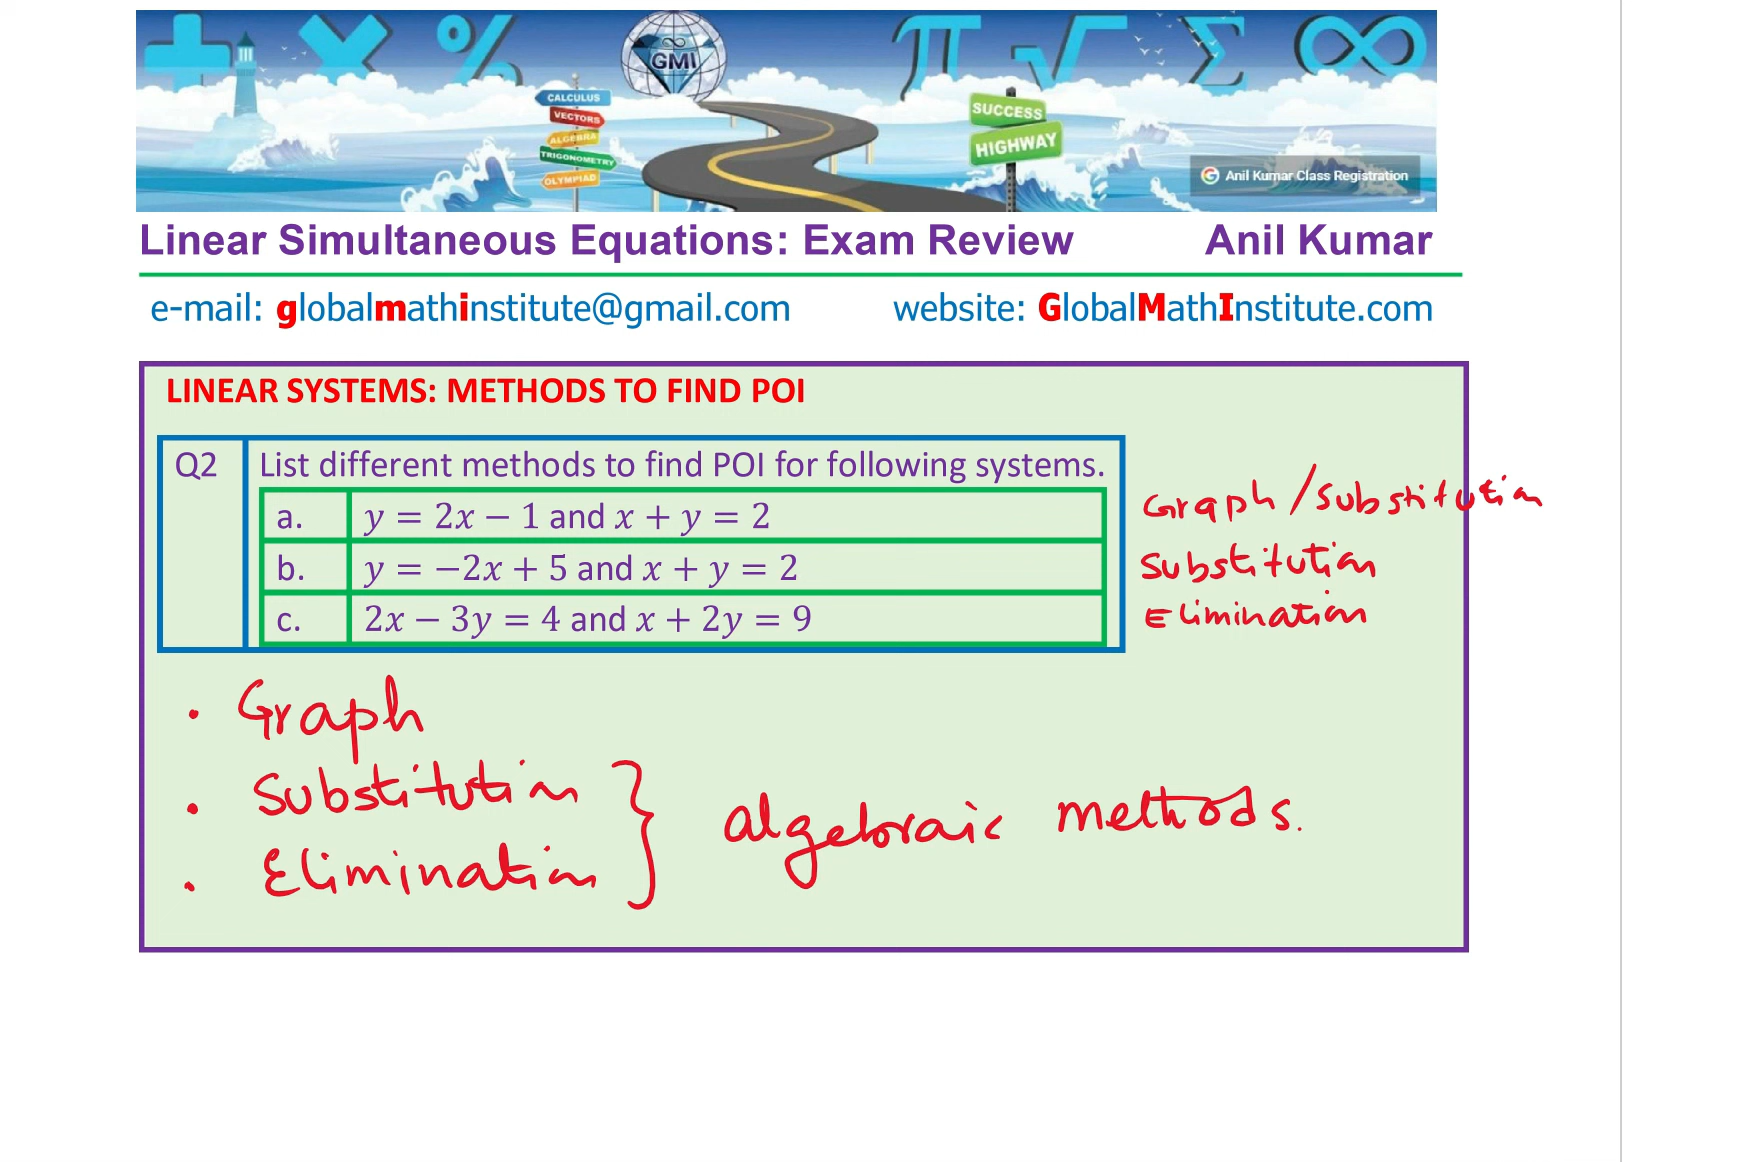 GMI
CALCULUS
VECTORS
ALGEBRA
TRIGONOMETRY
OLYMPIAD
SUCCESS
HIGHWAY
Anil Kumar Class Registration
Linear Simultaneous Equations: Exam Review Anil Kumar
e-mail: globalmathinstitute@gmail.com website: GlobalMathInstitute.com
LINEAR SYSTEMS: METHODS TO FIND POI
Q2 List different methods to find POI for following systems.
a. y = 2x − 1 and x + y = 2 Graph/Substitution
b. y = −2x + 5 and x + y = 2 Substitution
c. 2x − 3y = 4 and x + 2y = 9 Elimination
· Graph
· Substitution
· Elimination } algebraic methods.